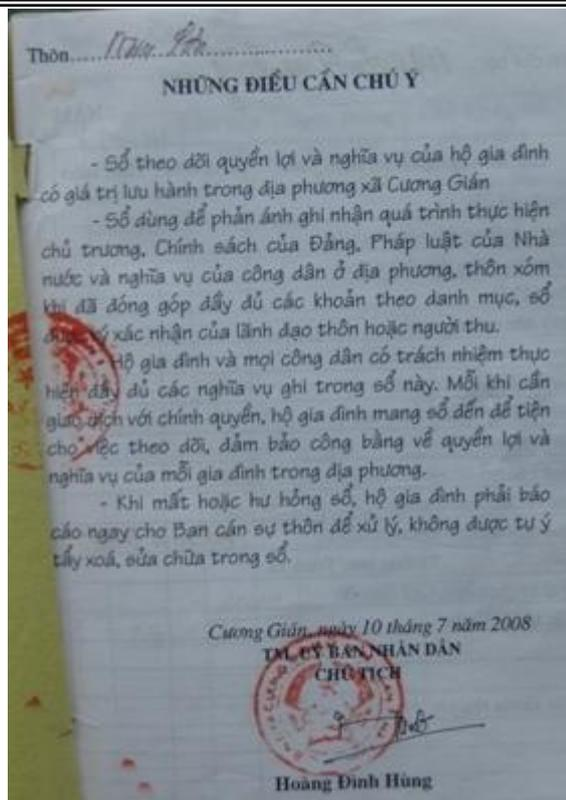 Thôn
NHỮNG ĐIỀU CẦN CHÚ Ý
- Sổ theo dõi quyền lợi và nghĩa vụ của hộ gia đình
có giá trị lưu hành trong địa phương xã Cương Gián
- Sổ dùng để phản ánh ghi nhận quá trình thực hiện
chủ trương, Chính sách của Đảng, Pháp luật của Nhà
nước và nghĩa vụ của công dân ở địa phương, thôn xóm
khi đã đóng góp đầy đủ các khoản theo danh mục, sổ
được ký xác nhận của lãnh đạo thôn hoặc người thu.
Hộ gia đình và mọi công dân có trách nhiệm thực
hiện đầy đủ các nghĩa vụ ghi trong sổ này. Mỗi khi cần
giao dịch với chính quyền, hộ gia đình mang sổ đến để tiện
cho việc theo dõi, đảm bảo công bằng về quyền lợi và
nghĩa vụ của mỗi gia đình trong địa phương.
- Khi mất hoặc hư hỏng sổ, hộ gia đình phải báo
cáo ngay cho Ban cán sự thôn để xử lý, không được tự ý
tẩy xoá, sửa chữa trong sổ.
Cương Gián, ngày 10 tháng 7 năm 2008
TM. UỶ BAN NHÂN DÂN
CHỦ TỊCH
Hoàng Đình Hùng